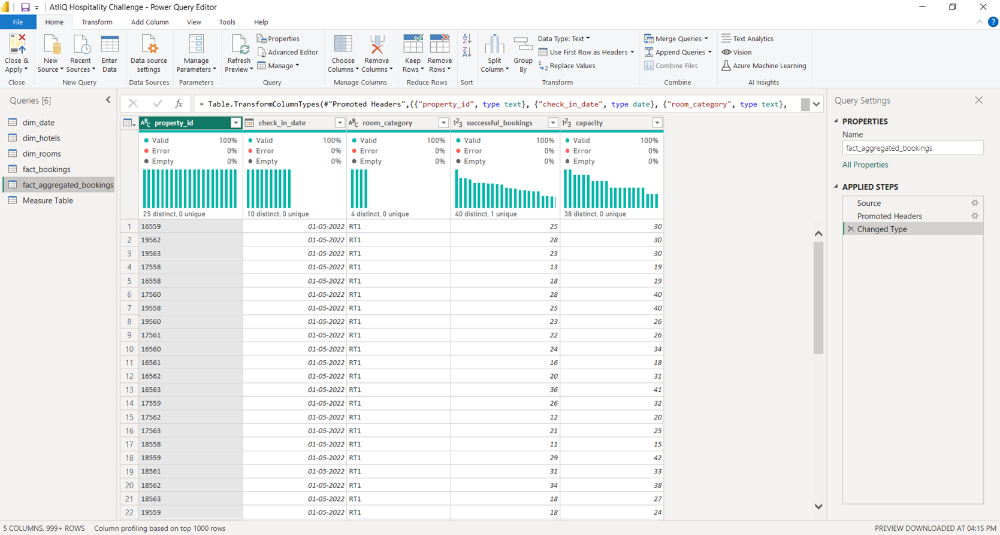 AtliQ Hospitality Challenge - Power Query Editor
File Home Transform Add Column View Tools Help
Close & Apply
Close
New Source
Recent Sources
Enter Data
New Query
Data source settings
Data Sources
Manage Parameters
Parameters
Refresh Preview
Properties
Advanced Editor
Manage
Query
Choose Columns
Remove Columns
Manage Columns
Keep Rows
Remove Rows
Reduce Rows
Sort
Split Column
Group By
Data Type: Text
Use First Row as Headers
Replace Values
Transform
Merge Queries
Append Queries
Combine Files
Combine
Text Analytics
Vision
Azure Machine Learning
AI Insights
Queries [6]
dim_date
dim_hotels
dim_rooms
fact_bookings
fact_aggregated_bookings
Measure Table
fx = Table.TransformColumnTypes(#"Promoted Headers",{{"property_id", type text}, {"check_in_date", type date}, {"room_category", type text},
property_id check_in_date room_category successful_bookings capacity
Valid 100% Valid 100% Valid 100% Valid 100% Valid 100%
Error 0% Error 0% Error 0% Error 0% Error 0%
Empty 0% Empty 0% Empty 0% Empty 0% Empty 0%
25 distinct, 0 unique 10 distinct, 0 unique 4 distinct, 0 unique 40 distinct, 1 unique 38 distinct, 0 unique
1 16559 01-05-2022 RT1 25 30
2 19562 01-05-2022 RT1 28 30
3 19563 01-05-2022 RT1 23 30
4 17558 01-05-2022 RT1 13 19
5 16558 01-05-2022 RT1 18 19
6 17560 01-05-2022 RT1 28 40
7 19558 01-05-2022 RT1 25 40
8 19560 01-05-2022 RT1 23 26
9 17561 01-05-2022 RT1 22 26
10 16560 01-05-2022 RT1 24 34
11 16561 01-05-2022 RT1 16 18
12 16562 01-05-2022 RT1 20 31
13 16563 01-05-2022 RT1 36 41
14 17559 01-05-2022 RT1 26 32
15 17562 01-05-2022 RT1 12 20
16 17563 01-05-2022 RT1 21 25
17 18558 01-05-2022 RT1 11 15
18 18559 01-05-2022 RT1 29 42
19 18561 01-05-2022 RT1 31 33
20 18562 01-05-2022 RT1 34 38
21 18563 01-05-2022 RT1 18 27
22 19559 01-05-2022 RT1 18 24
Query Settings
PROPERTIES
Name
fact_aggregated_bookings
All Properties
APPLIED STEPS
Source
Promoted Headers
Changed Type
5 COLUMNS, 999+ ROWS Column profiling based on top 1000 rows PREVIEW DOWNLOADED AT 04:15 PM